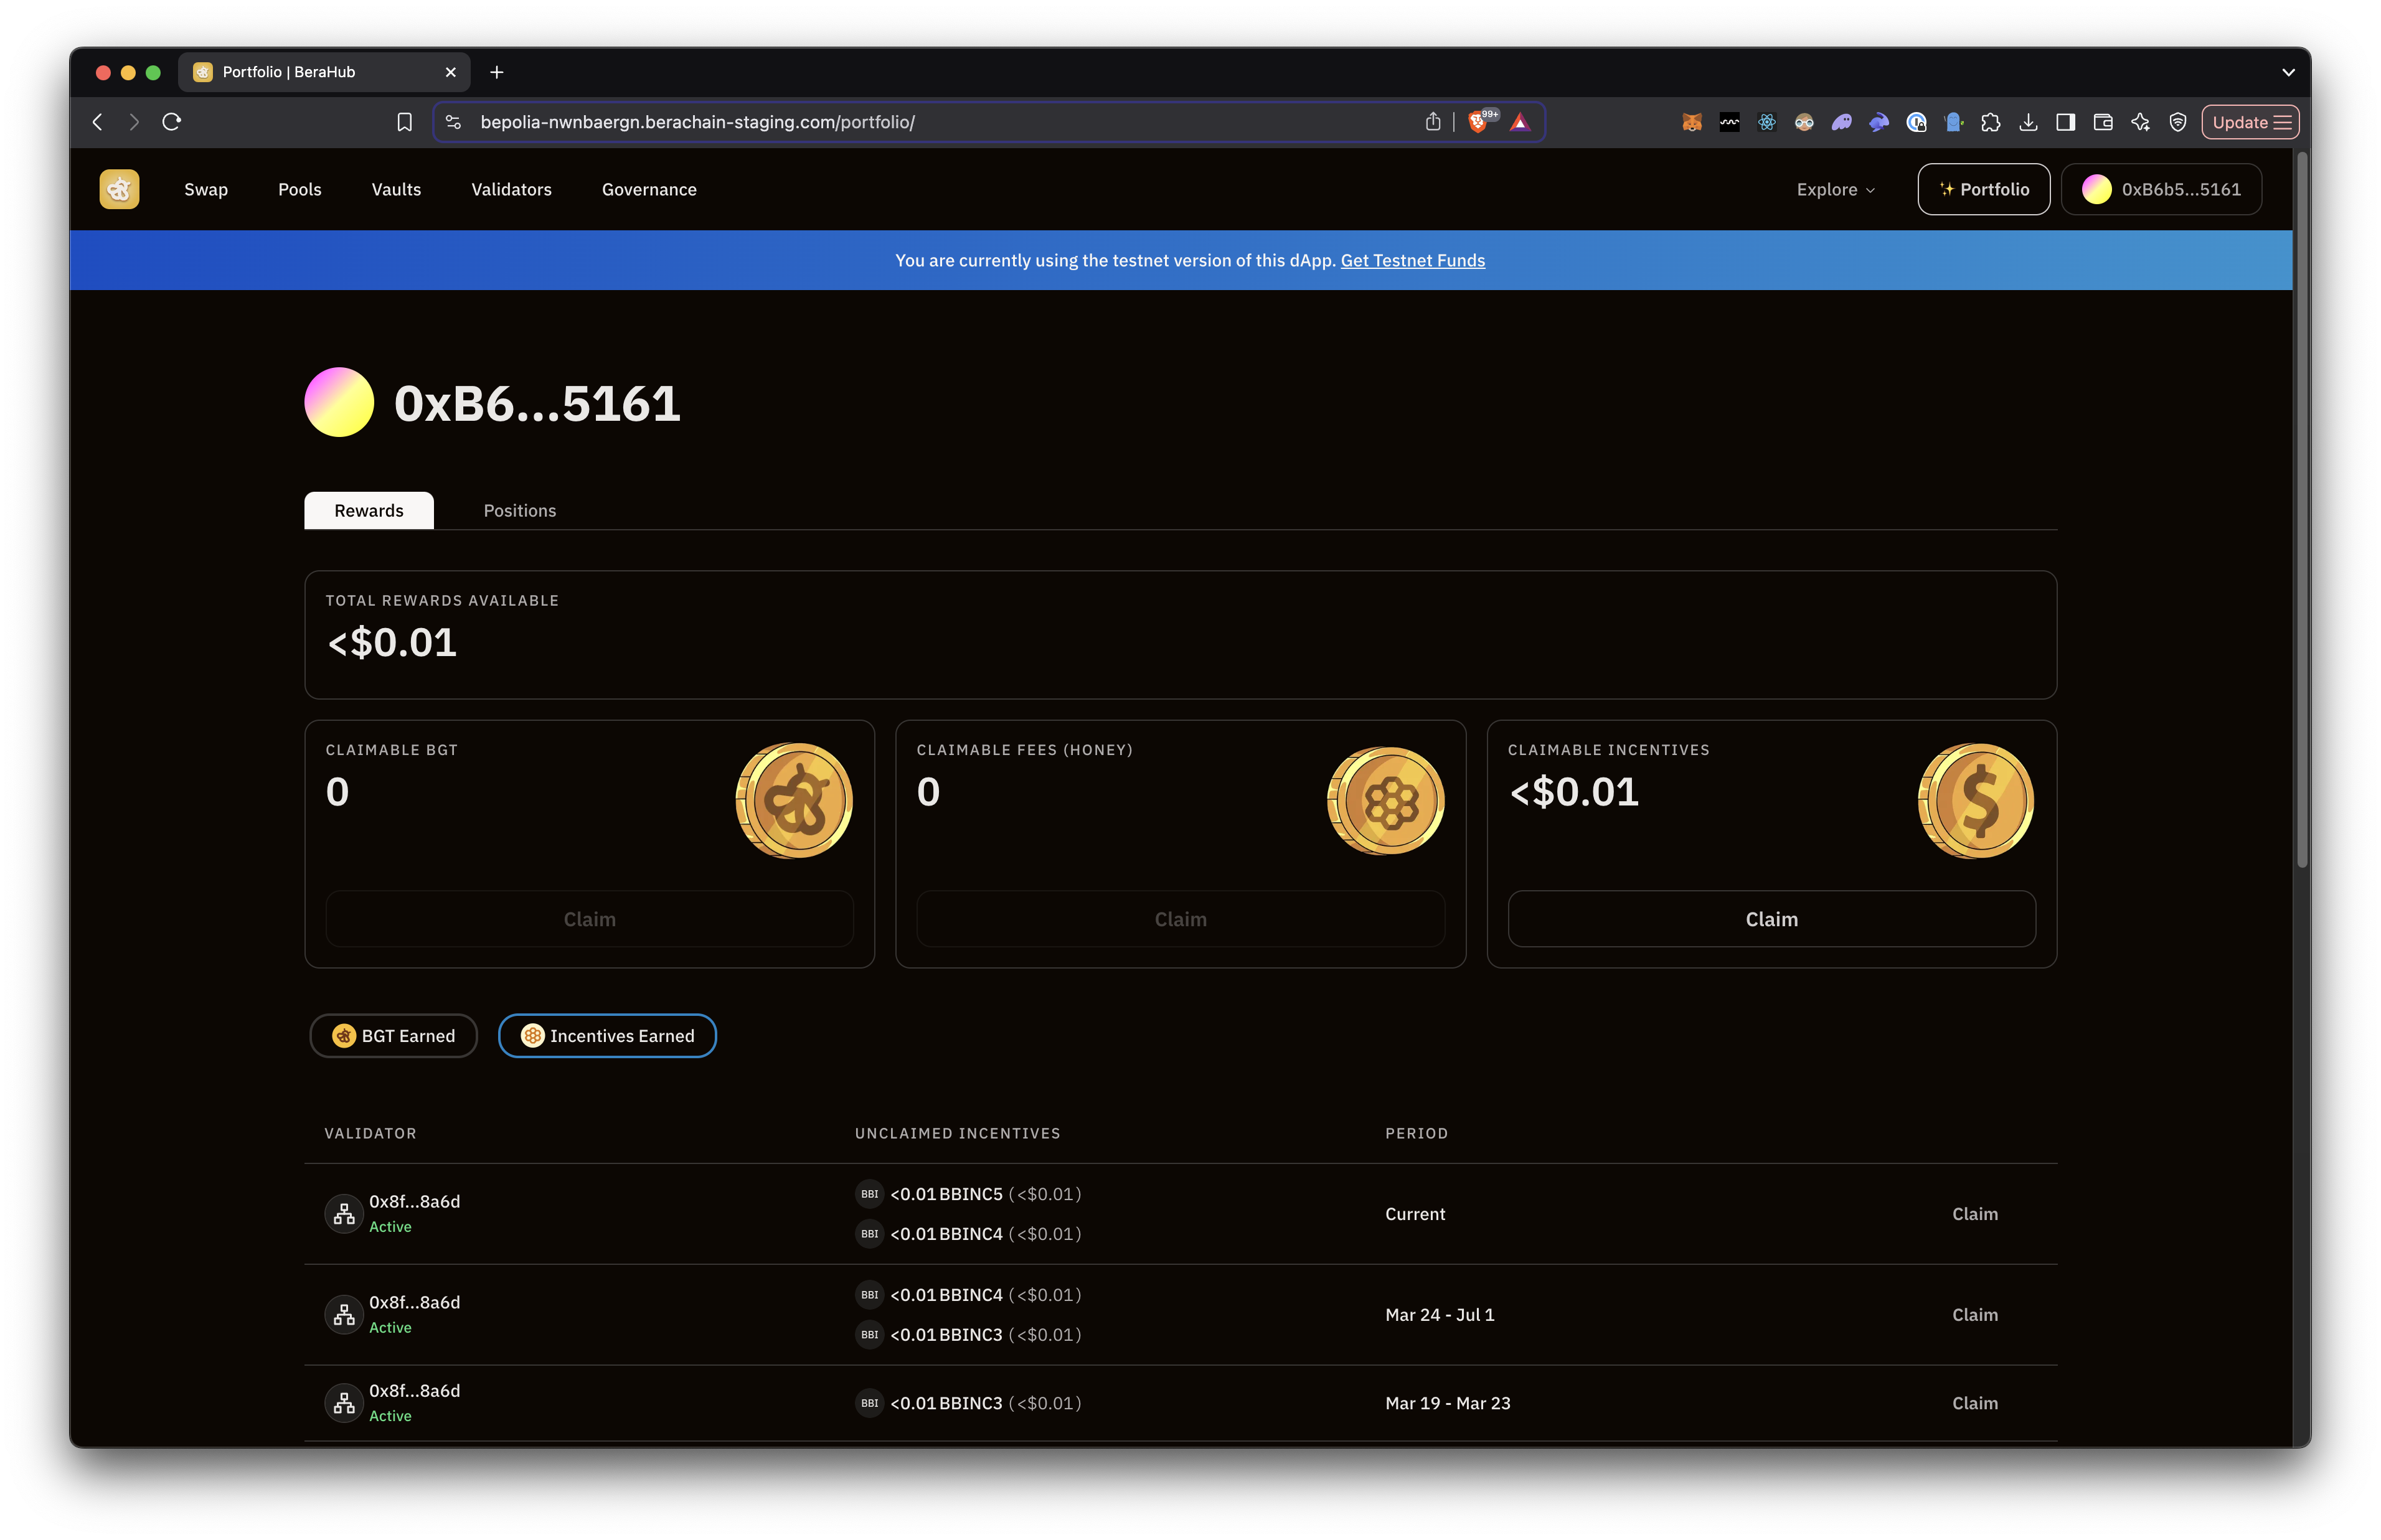 Portfolio | BeraHub
bepolia-nwnbaergn.berachain-staging.com/portfolio/
99+
Update
Swap Pools Vaults Validators Governance Explore Portfolio 0xB6b5...5161
You are currently using the testnet version of this dApp. Get Testnet Funds
0xB6...5161
Rewards Positions
TOTAL REWARDS AVAILABLE
<$0.01
CLAIMABLE BGT
0
Claim
CLAIMABLE FEES (HONEY)
0
Claim
CLAIMABLE INCENTIVES
<$0.01
$
Claim
BGT Earned Incentives Earned
VALIDATOR UNCLAIMED INCENTIVES PERIOD
0x8f...8a6d
Active
BBI <0.01 BBINC5 (<$0.01)
BBI <0.01 BBINC4 (<$0.01)
Current
Claim
0x8f...8a6d
Active
BBI <0.01 BBINC4 (<$0.01)
BBI <0.01 BBINC3 (<$0.01)
Mar 24 - Jul 1
Claim
0x8f...8a6d
Active
BBI <0.01 BBINC3 (<$0.01)
Mar 19 - Mar 23
Claim